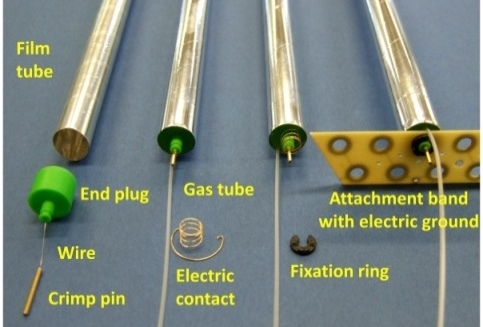 Film
tube
End plug
Gas tube
Attachment band
with electric ground
Wire
Electric
contact
Fixation ring
Crimp pin